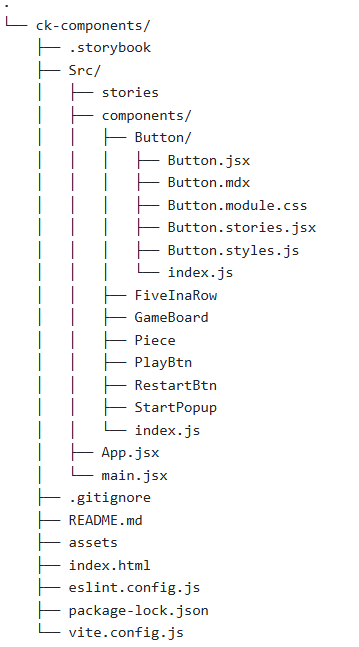 .
└── ck-components/
    ├── .storybook
    ├── Src/
    │   ├── stories
    │   ├── components/
    │   │   ├── Button/
    │   │   │   ├── Button.jsx
    │   │   │   ├── Button.mdx
    │   │   │   ├── Button.module.css
    │   │   │   ├── Button.stories.jsx
    │   │   │   ├── Button.styles.js
    │   │   │   └── index.js
    │   │   ├── FiveInaRow
    │   │   ├── GameBoard
    │   │   ├── Piece
    │   │   ├── PlayBtn
    │   │   ├── RestartBtn
    │   │   ├── StartPopup
    │   │   └── index.js
    │   ├── App.jsx
    │   └── main.jsx
    ├── .gitignore
    ├── README.md
    ├── assets
    ├── index.html
    ├── eslint.config.js
    ├── package-lock.json
    └── vite.config.js